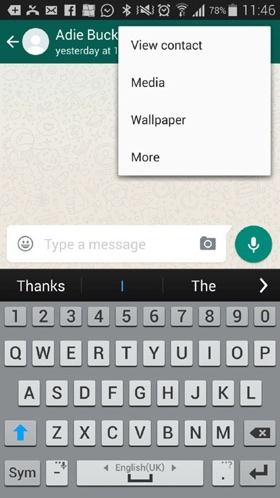 78% 11:46
Adie Buck
yesterday at 1
View contact
Media
Wallpaper
More
Type a message
Thanks I The
1 2 3 4 5 6 7 8 9 0
Q W E R T Y U I O P
A S D F G H J K L
Z X C V B N M
Sym English(UK) .